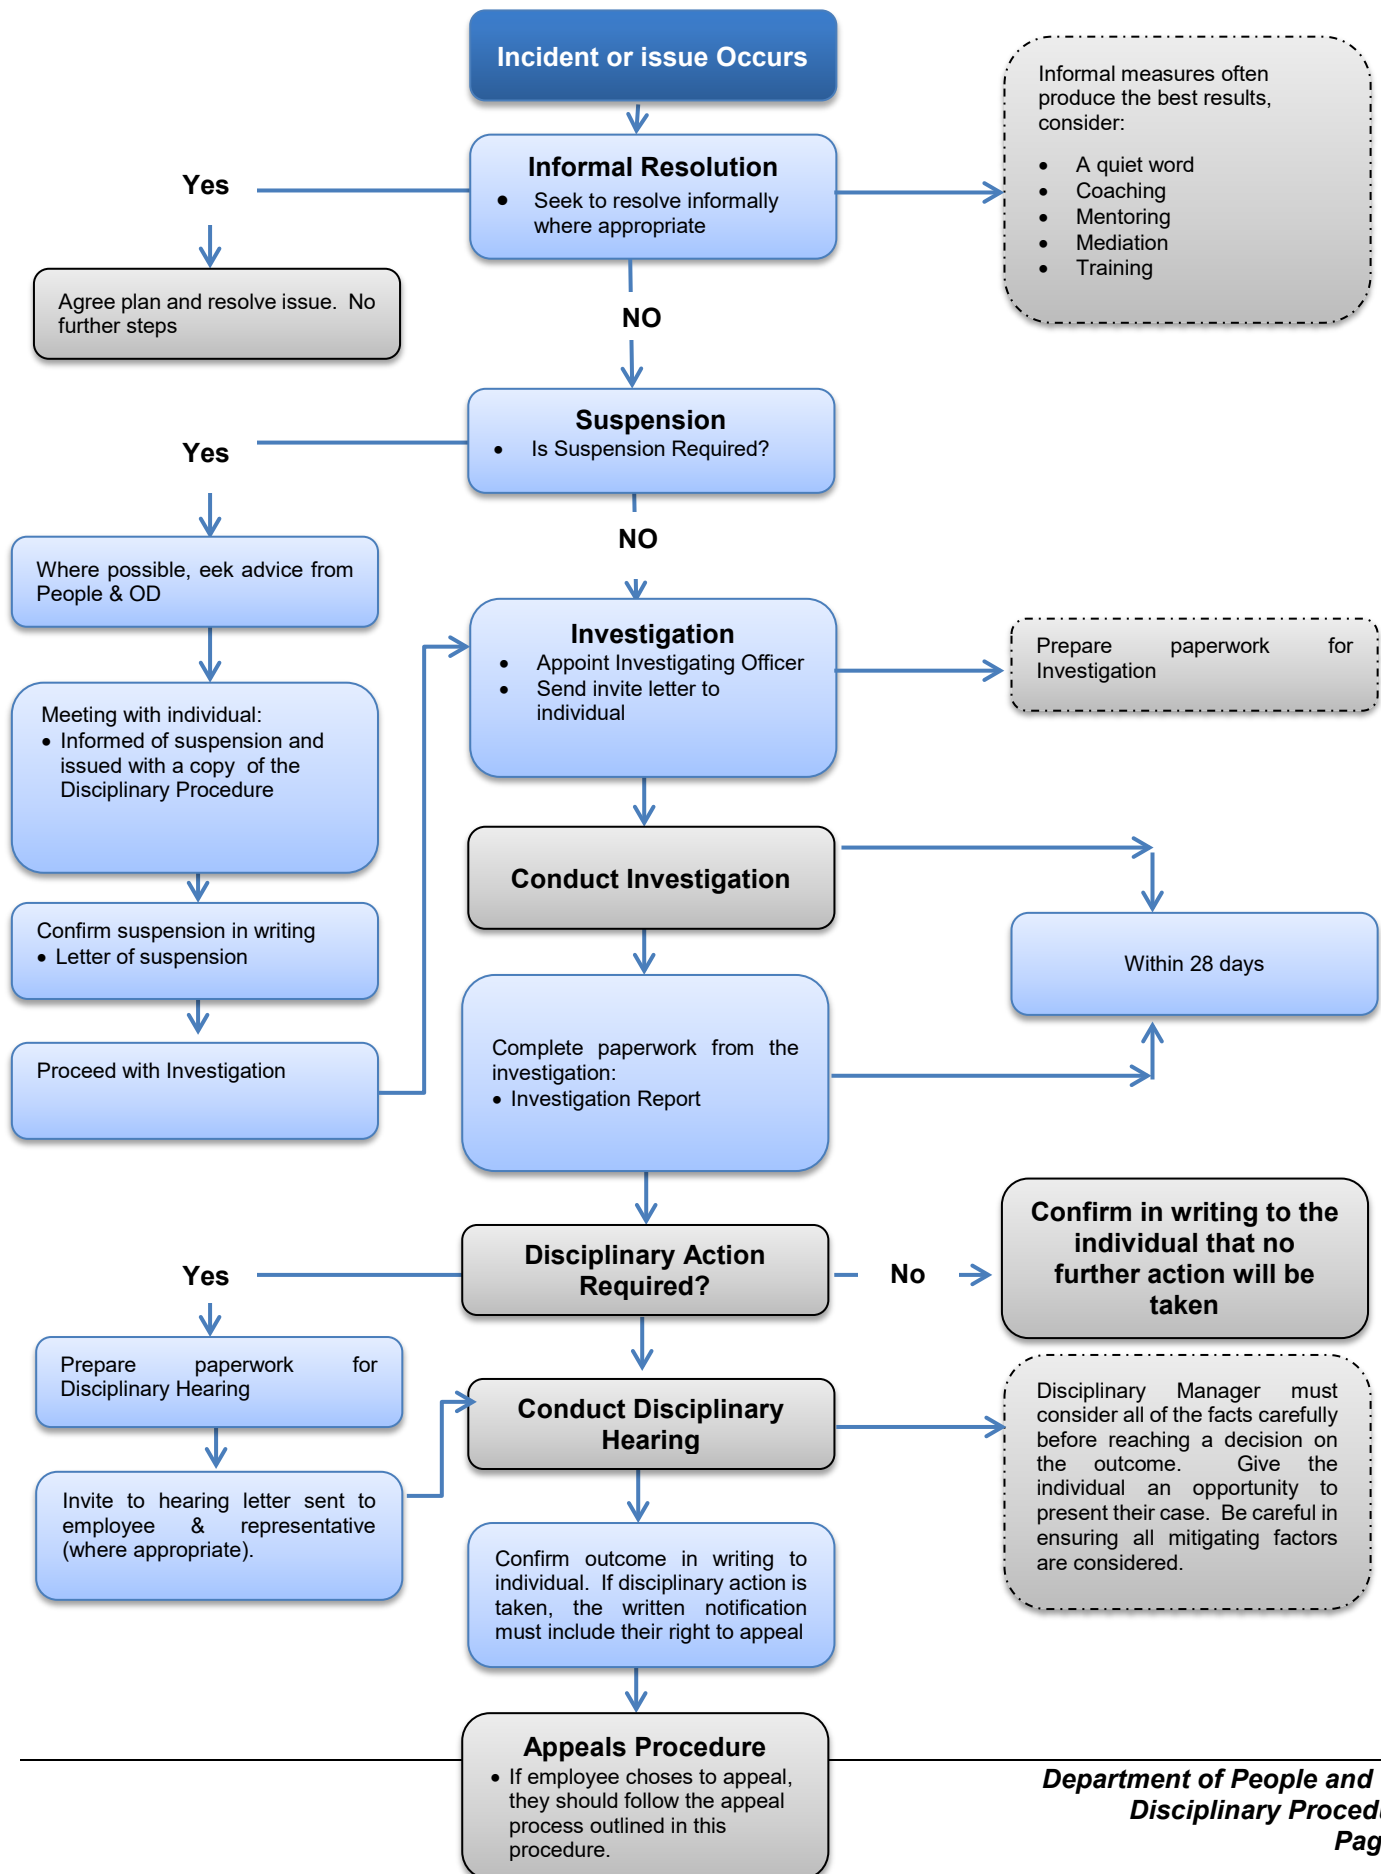 Incident or issue Occurs
Informal measures often
produce the best results,
consider:
• A quiet word
• Coaching
• Mentoring
• Mediation
• Training
Informal Resolution
• Seek to resolve informally
where appropriate
Yes
Agree plan and resolve issue. No
further steps
NO
Suspension
• Is Suspension Required?
Yes
NO
Where possible, eek advice from
People & OD
Meeting with individual:
• Informed of suspension and
issued with a copy of the
Disciplinary Procedure
Confirm suspension in writing
• Letter of suspension
Proceed with Investigation
Investigation
• Appoint Investigating Officer
• Send invite letter to
individual
Prepare paperwork for
Investigation
Conduct Investigation
Within 28 days
Complete paperwork from the
investigation:
• Investigation Report
Disciplinary Action
Required?
No
Confirm in writing to the
individual that no
further action will be
taken
Yes
Prepare paperwork for
Disciplinary Hearing
Invite to hearing letter sent to
employee & representative
(where appropriate).
Conduct Disciplinary
Hearing
Disciplinary Manager must
consider all of the facts carefully
before reaching a decision on
the outcome. Give the
individual an opportunity to
present their case. Be careful in
ensuring all mitigating factors
are considered.
Confirm outcome in writing to
individual. If disciplinary action is
taken, the written notification
must include their right to appeal
Appeals Procedure
• If employee choses to appeal,
they should follow the appeal
process outlined in this
procedure.
Department of People and
Disciplinary Procedu
Pag